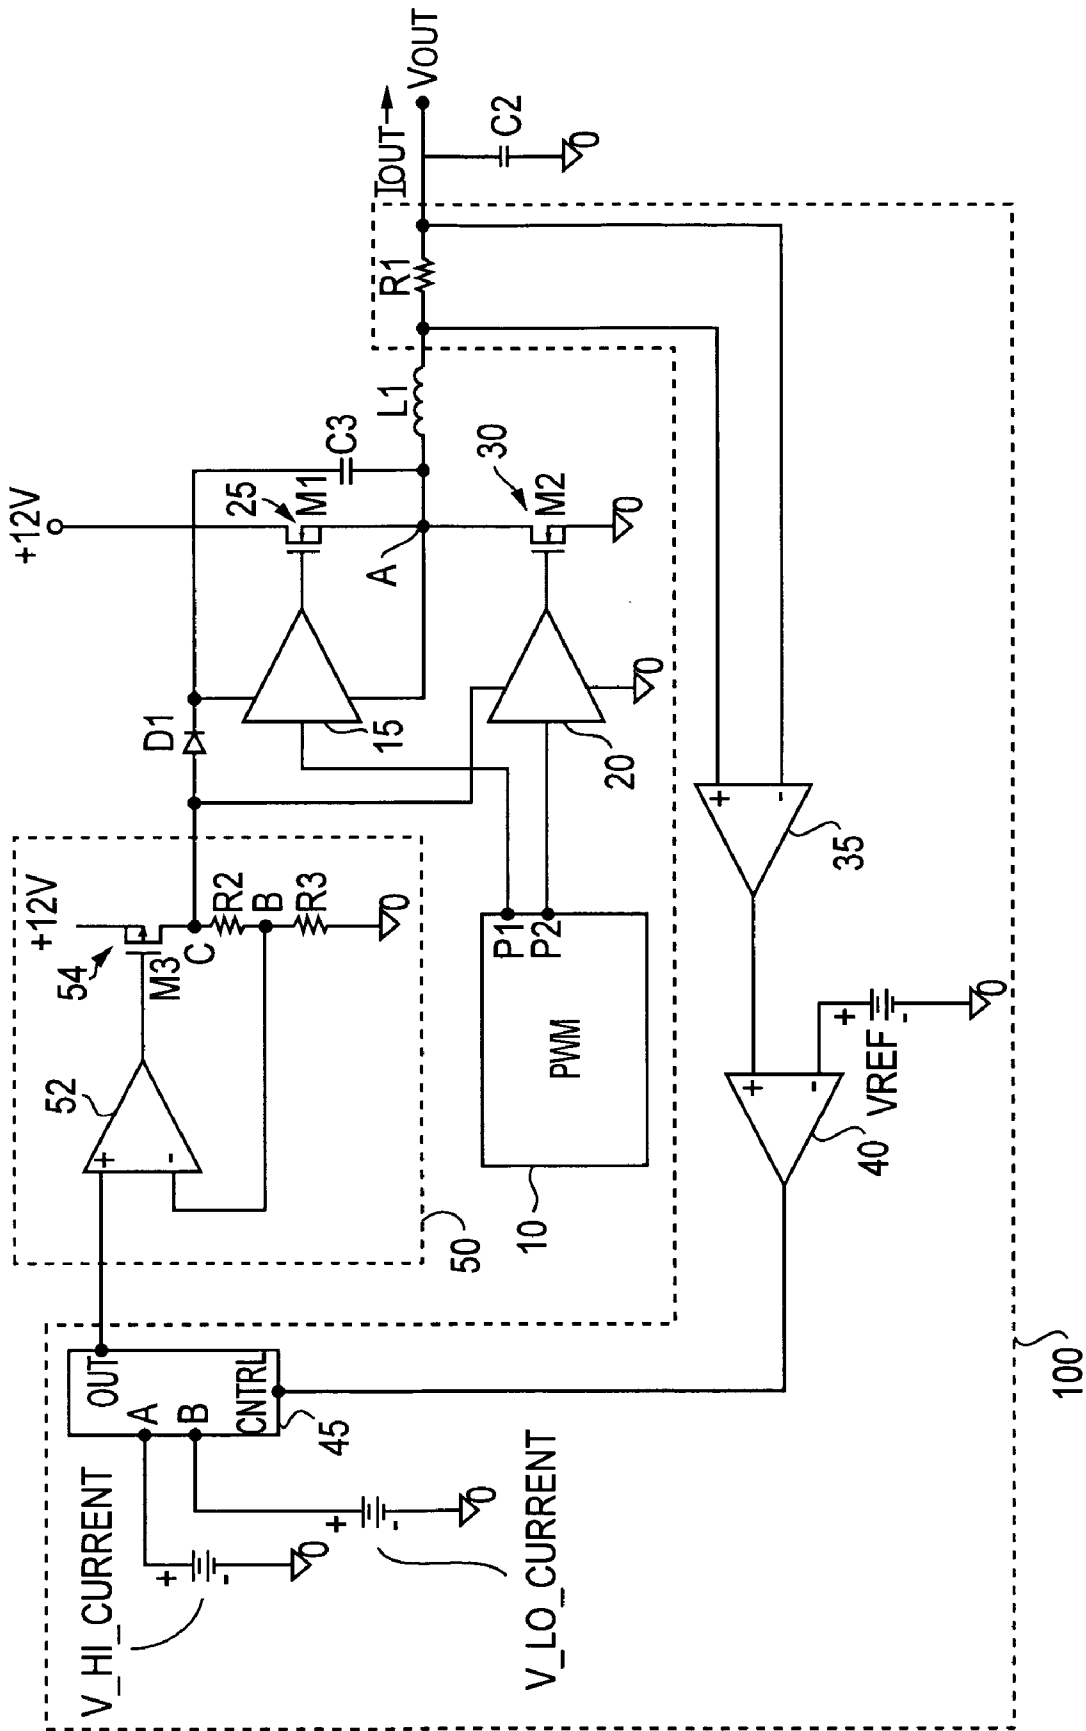 +12V
+12V
54
52
M3
C
R2
B
R3
0
50
D1
15
25
M1
C3
A
L1
R1
IOUT
VOUT
C2
0
30
M2
0
20
0
P1
P2
PWM
10
OUT
A
B
CNTRL
45
V_HI_CURRENT
+
-
0
V_LO_CURRENT
+
-
0
+
-
+
-
35
+
-
40
VREF
+
-
0
100